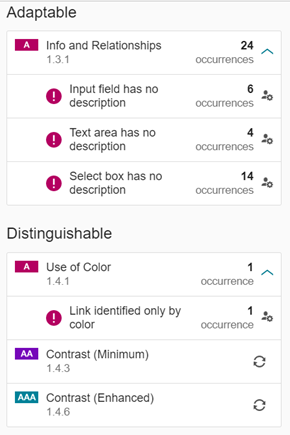 Adaptable
A Info and Relationships 24
1.3.1 occurrences
Input field has no 6
description occurrences
Text area has no 4
description occurrences
Select box has no 14
description occurrences
Distinguishable
A Use of Color 1
1.4.1 occurrence
Link identified only by 1
color occurrence
AA Contrast (Minimum)
1.4.3
AAA Contrast (Enhanced)
1.4.6